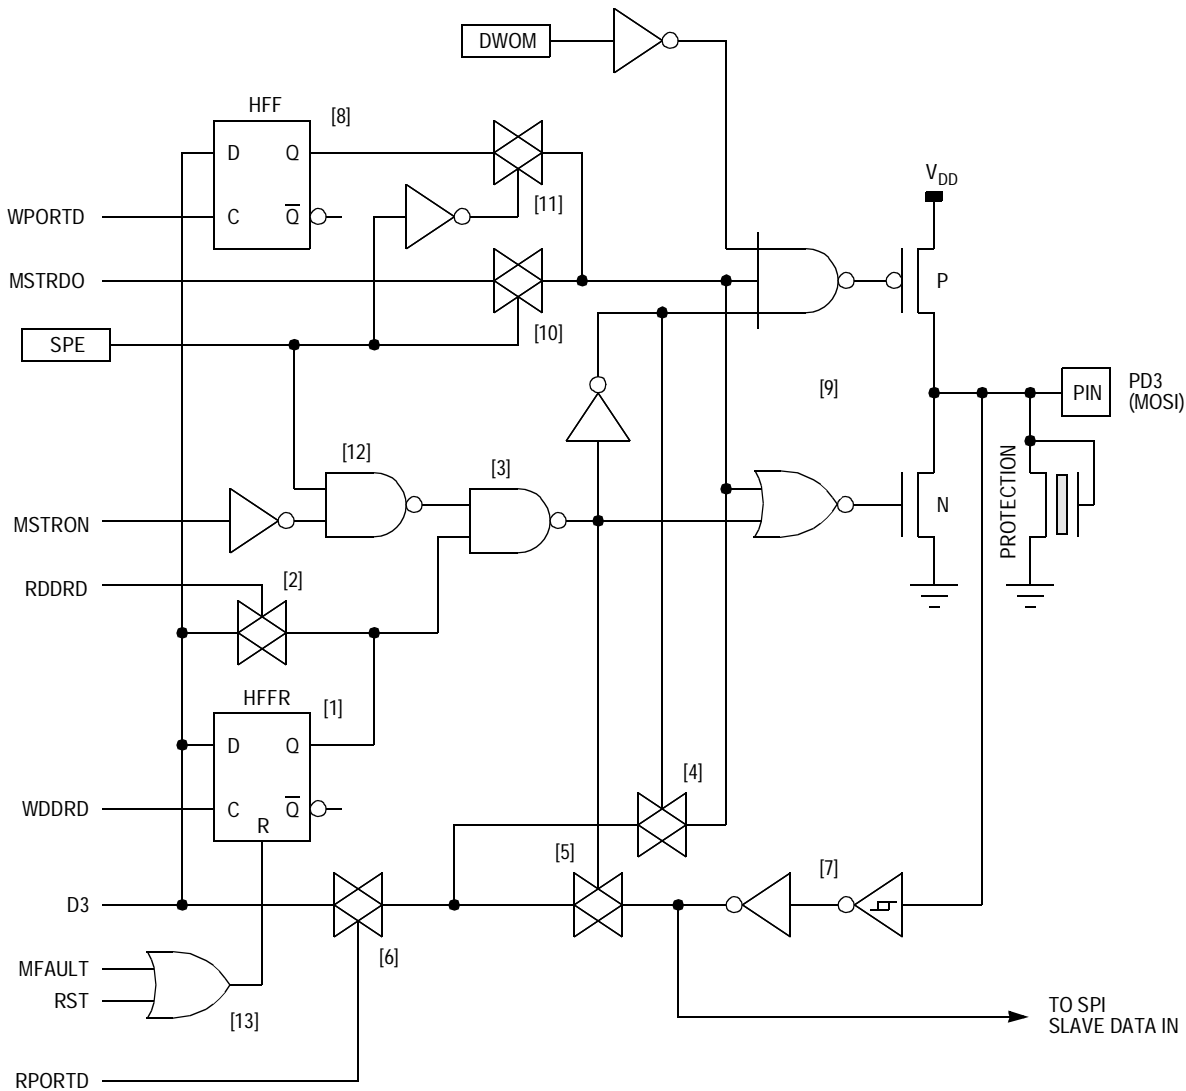 DWOM
HFF
[8]
D
Q
V_DD
[11]
WPORTD
C
Q̅
MSTRDO
P
SPE
[10]
[9]
PIN
PD3
(MOSI)
[12]
[3]
PROTECTION
N
MSTRON
RDDRD
[2]
HFFR
[1]
D
Q
[4]
WDDRD
C
Q̅
R
[5]
[7]
D3
[6]
MFAULT
RST
[13]
TO SPI
SLAVE DATA IN
RPORTD